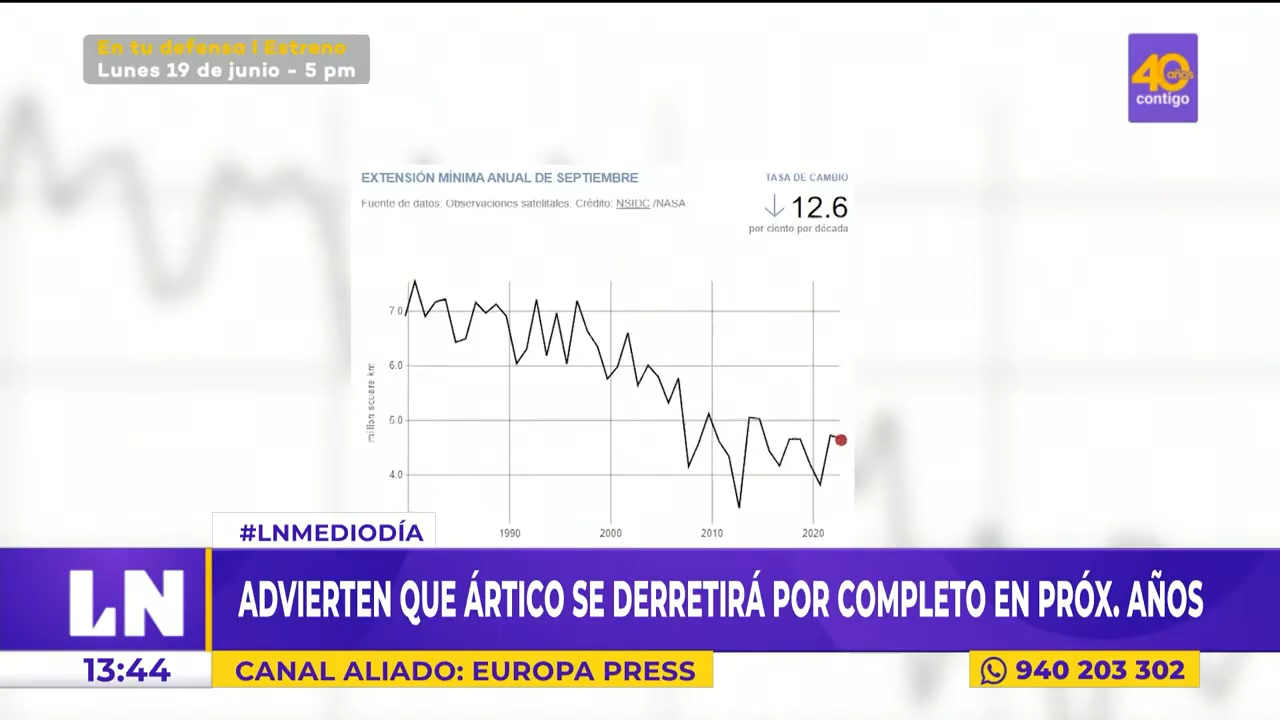 En tu defensa | Estreno
Lunes 19 de junio - 5 pm
40 años
contigo
EXTENSIÓN MÍNIMA ANUAL DE SEPTIEMBRE
Fuente de datos: Observaciones satelitales. Crédito: NSIDC /NASA
TASA DE CAMBIO
↓ 12.6
por ciento por década
million square km
7.0
6.0
5.0
4.0
1990 2000 2010 2020
#LNMEDIODÍA
LN
ADVIERTEN QUE ÁRTICO SE DERRETIRÁ POR COMPLETO EN PRÓX. AÑOS
13:44
CANAL ALIADO: EUROPA PRESS
940 203 302